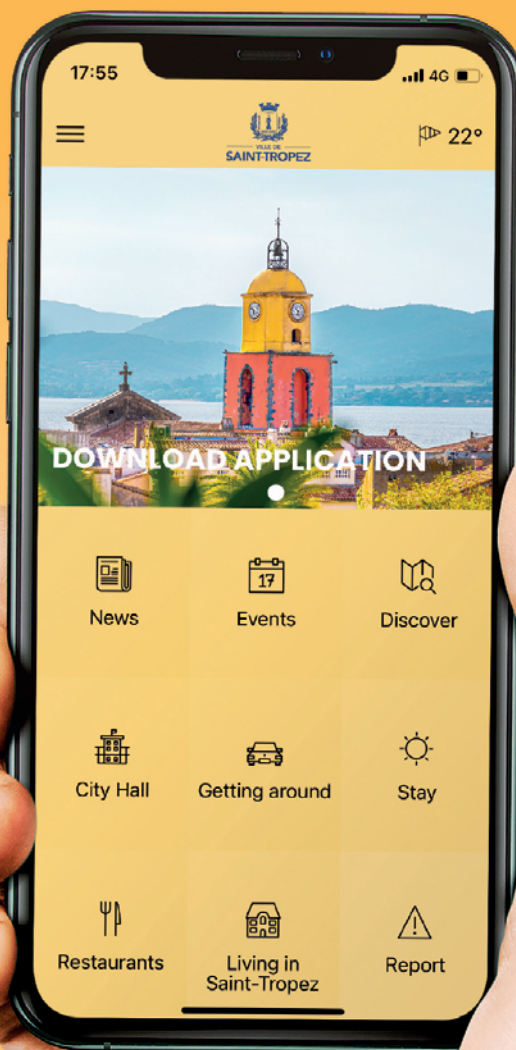 17:55
4G
VILLE DE
SAINT-TROPEZ
22°
DOWNLOAD APPLICATION
17
News
Events
Discover
City Hall
Getting around
Stay
Restaurants
Living in
Saint-Tropez
Report